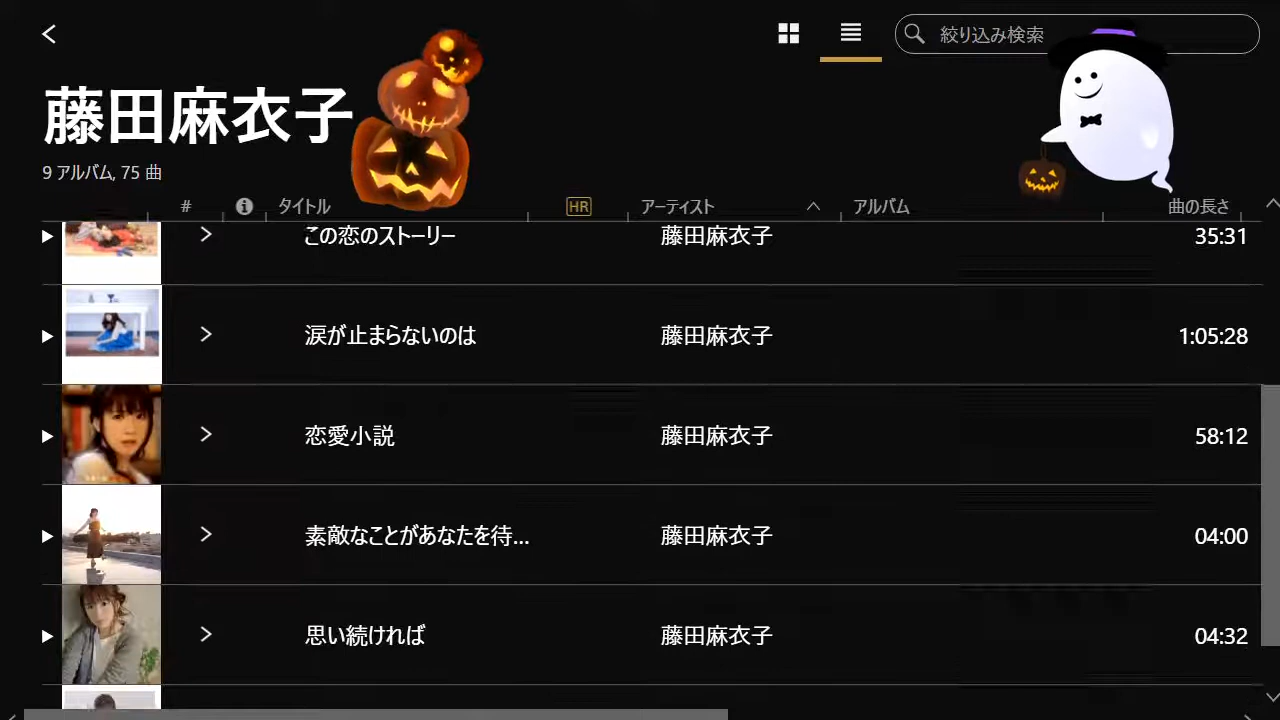 絞り込み検索
藤田麻衣子
9 アルバム, 75 曲
# タイトル HR アーティスト アルバム 曲の長さ
この恋のストーリー 藤田麻衣子 35:31
涙が止まらないのは 藤田麻衣子 1:05:28
恋愛小説 藤田麻衣子 58:12
素敵なことがあなたを待... 藤田麻衣子 04:00
思い続ければ 藤田麻衣子 04:32